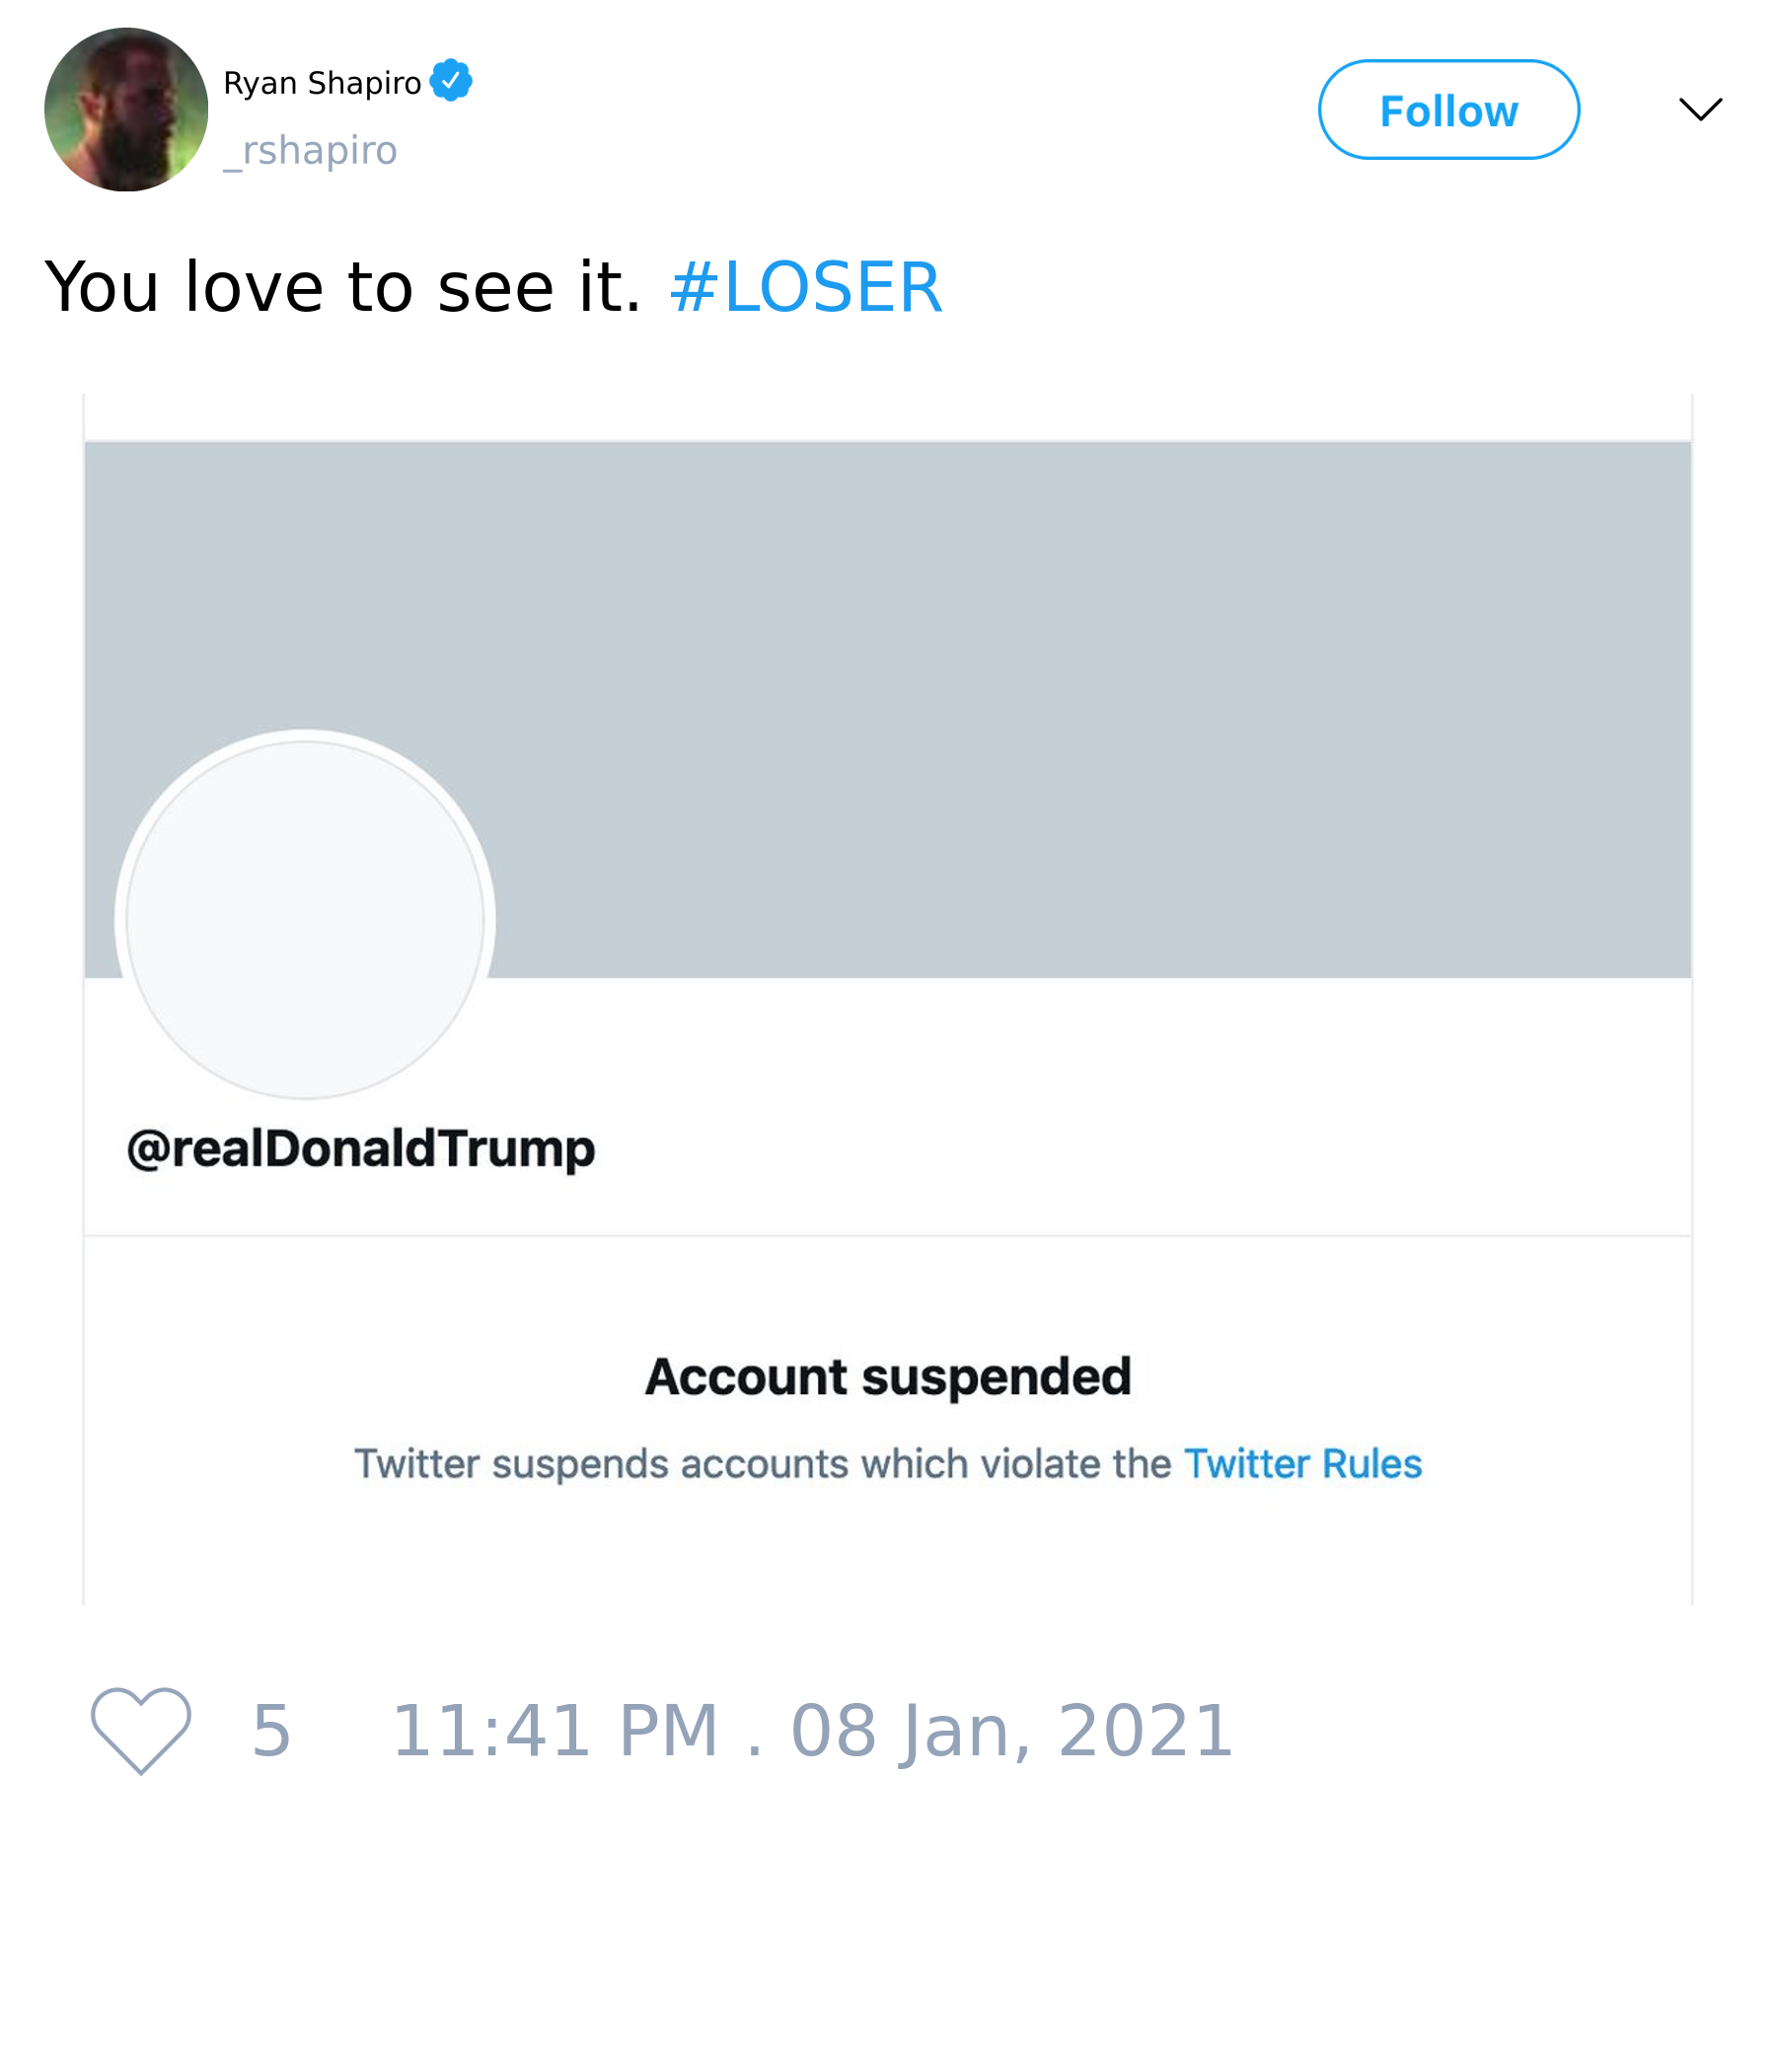 Ryan Shapiro
_rshapiro
Follow
You love to see it. #LOSER
@realDonaldTrump
Account suspended
Twitter suspends accounts which violate the Twitter Rules
5 11:41 PM . 08 Jan, 2021